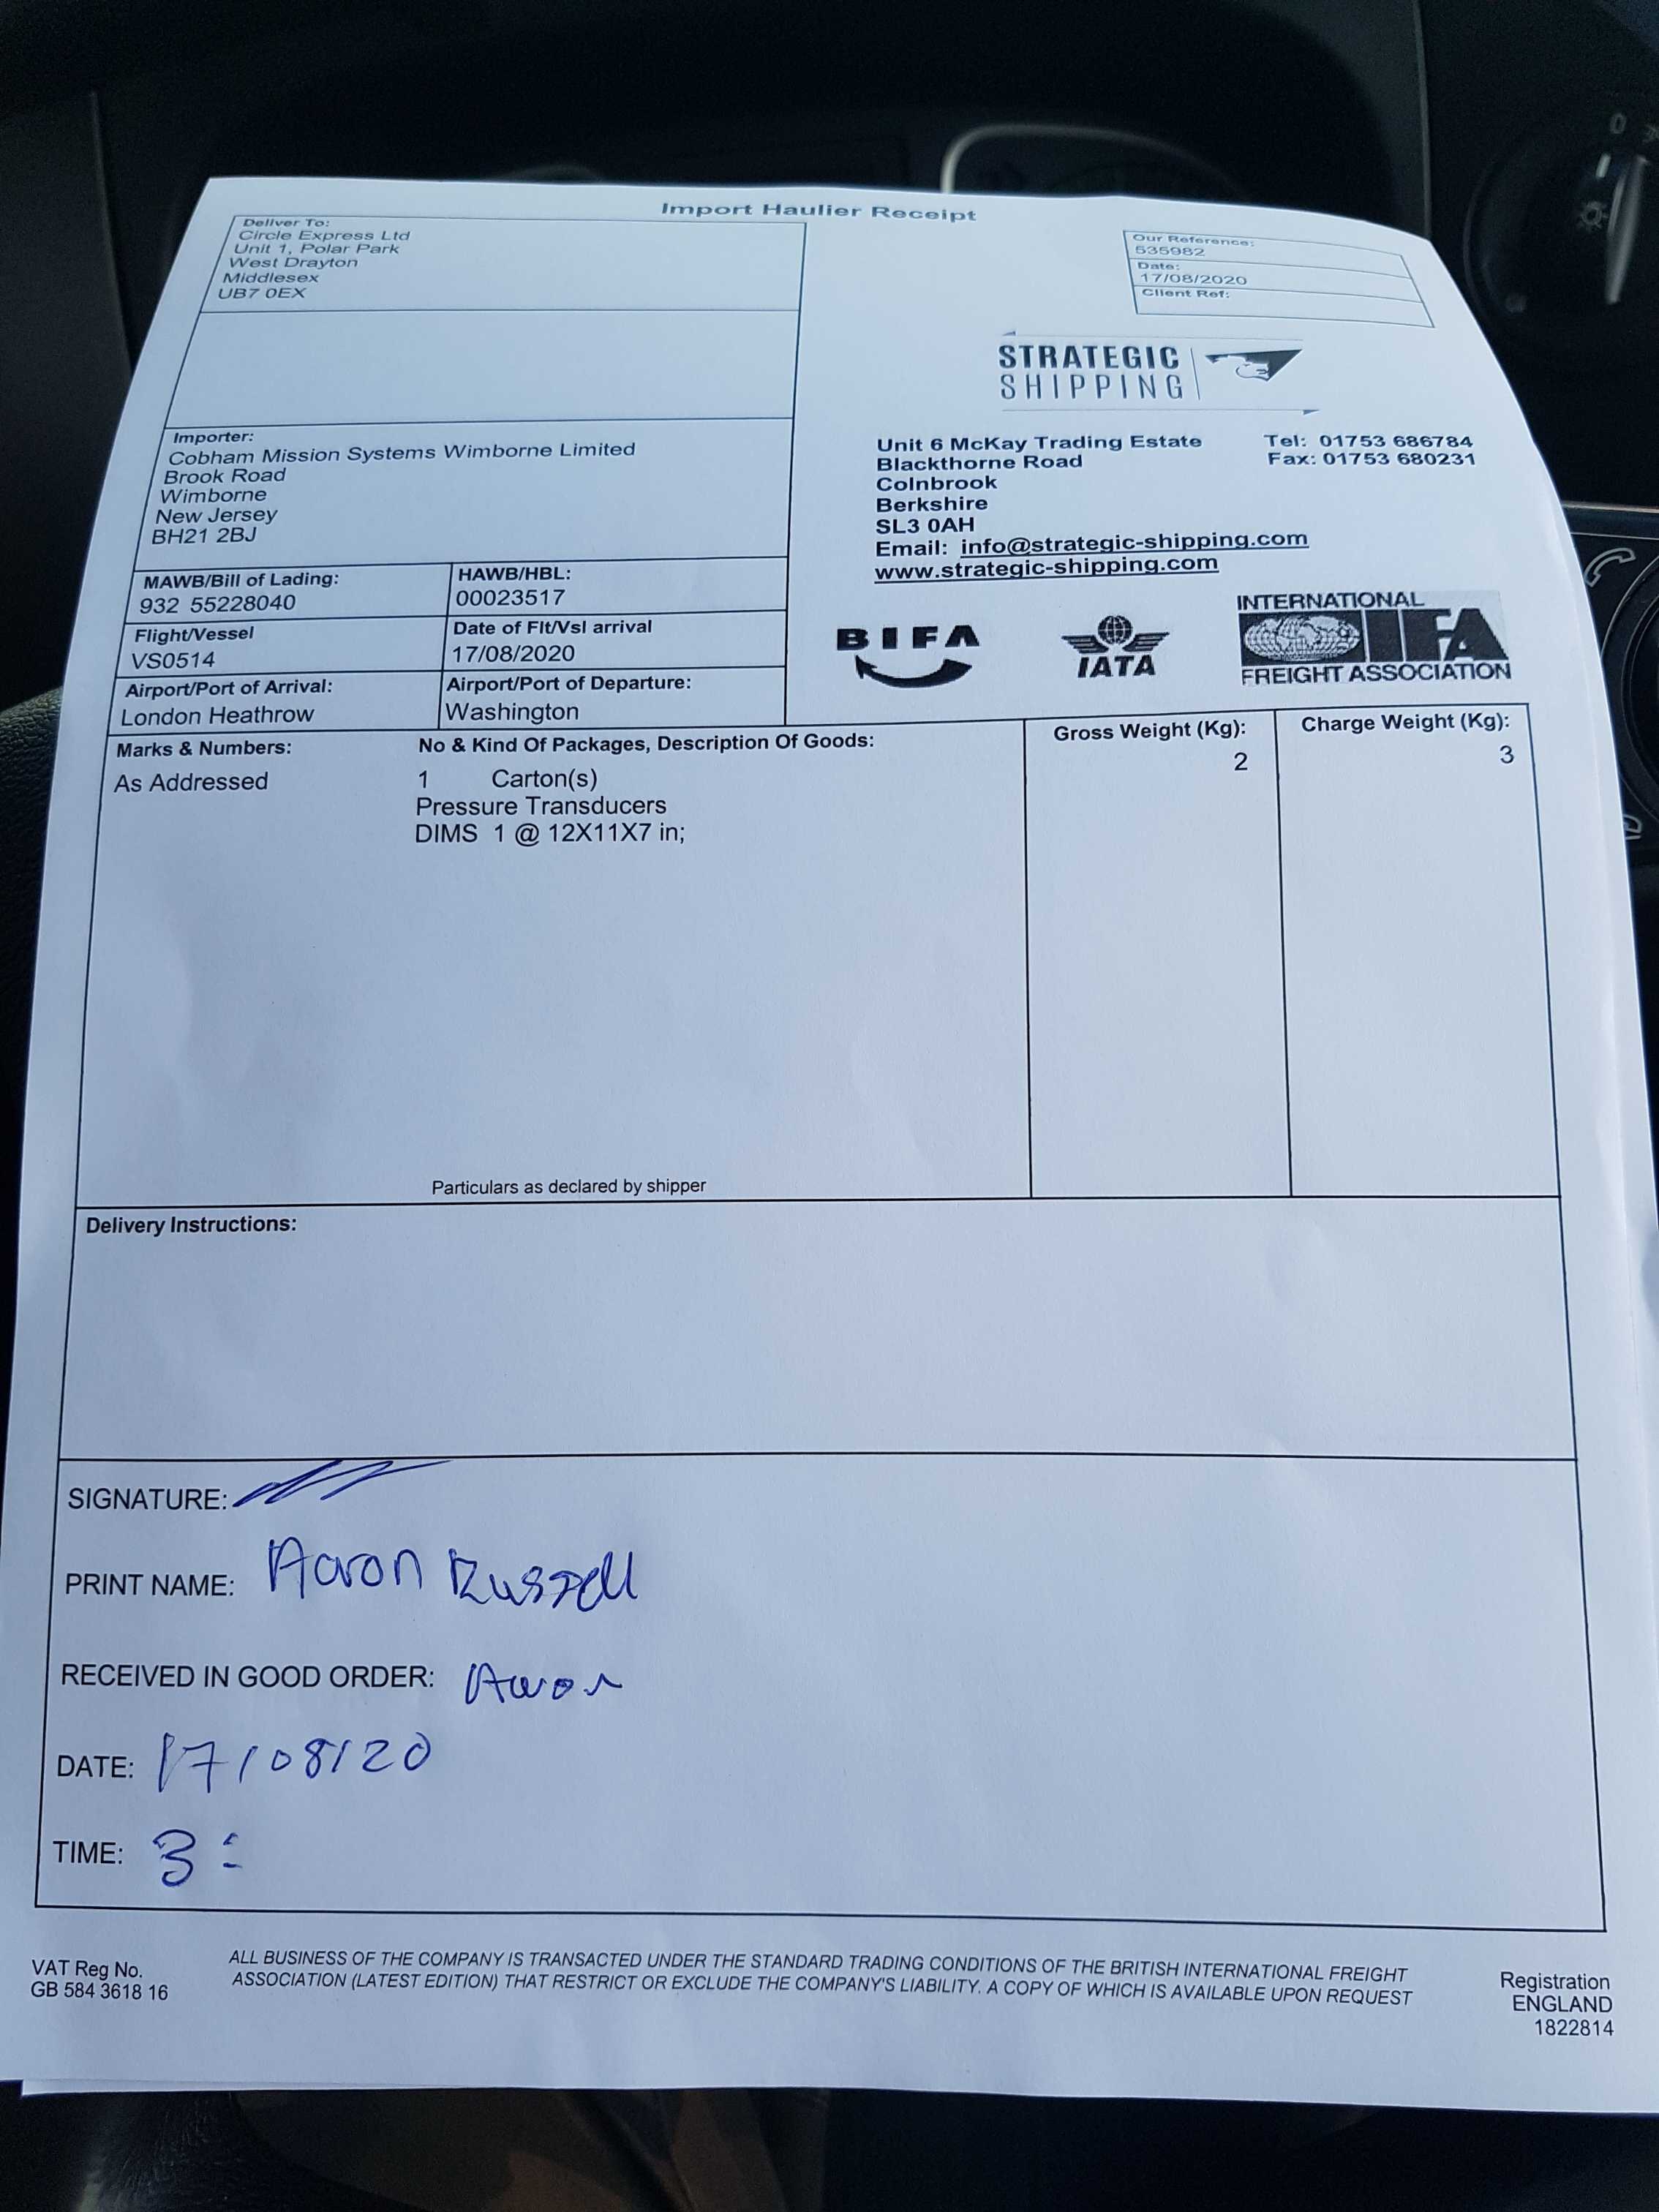 Import Haulier Receipt
Deliver To:
Circle Express Ltd
Unit 1, Polar Park
West Drayton
Middlesex
UB7 0EX
Our Reference:
535982
Date:
17/08/2020
Client Ref:
STRATEGIC
SHIPPING
Importer:
Cobham Mission Systems Wimborne Limited
Brook Road
Wimborne
New Jersey
BH21 2BJ
Unit 6 McKay Trading Estate
Blackthorne Road
Colnbrook
Berkshire
SL3 0AH
Email: info@strategic-shipping.com
www.strategic-shipping.com
Tel: 01753 686784
Fax: 01753 680231
MAWB/Bill of Lading:
932 55228040
HAWB/HBL:
00023517
Flight/Vessel
VS0514
Date of Flt/Vsl arrival
17/08/2020
Airport/Port of Arrival:
London Heathrow
Airport/Port of Departure:
Washington
BIFA
IATA
INTERNATIONAL
IFA
FREIGHT ASSOCIATION
Marks & Numbers:
As Addressed
No & Kind Of Packages, Description Of Goods:
1 Carton(s)
Pressure Transducers
DIMS 1 @ 12X11X7 in;
Gross Weight (Kg):
2
Charge Weight (Kg):
3
Particulars as declared by shipper
Delivery Instructions:
SIGNATURE:
PRINT NAME: Aaron Russell
RECEIVED IN GOOD ORDER: Aaron
DATE: 17/08/20
TIME: 3:
VAT Reg No.
GB 584 3618 16
ALL BUSINESS OF THE COMPANY IS TRANSACTED UNDER THE STANDARD TRADING CONDITIONS OF THE BRITISH INTERNATIONAL FREIGHT
ASSOCIATION (LATEST EDITION) THAT RESTRICT OR EXCLUDE THE COMPANY'S LIABILITY. A COPY OF WHICH IS AVAILABLE UPON REQUEST
Registration
ENGLAND
1822814
0